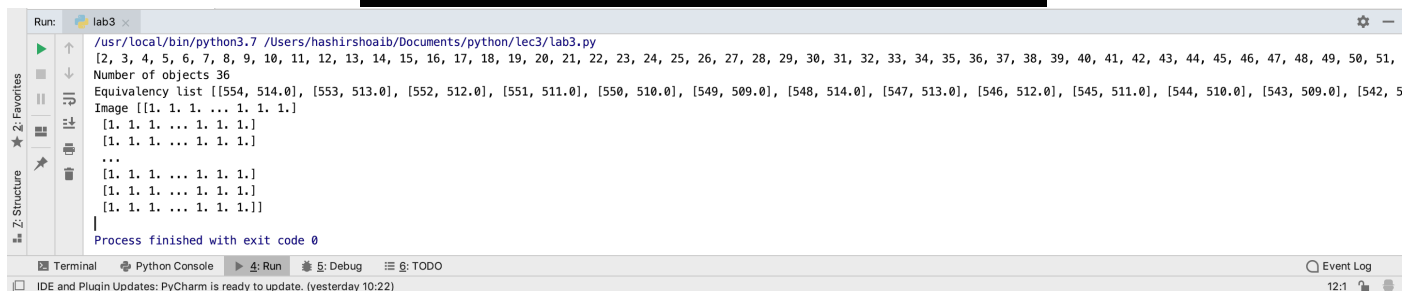 Run: lab3
/usr/local/bin/python3.7 /Users/hashirshoaib/Documents/python/lec3/lab3.py
[2, 3, 4, 5, 6, 7, 8, 9, 10, 11, 12, 13, 14, 15, 16, 17, 18, 19, 20, 21, 22, 23, 24, 25, 26, 27, 28, 29, 30, 31, 32, 33, 34, 35, 36, 37, 38, 39, 40, 41, 42, 43, 44, 45, 46, 47, 48, 49, 50, 51,
Number of objects 36
Equivalency list [[554, 514.0], [553, 513.0], [552, 512.0], [551, 511.0], [550, 510.0], [549, 509.0], [548, 514.0], [547, 513.0], [546, 512.0], [545, 511.0], [544, 510.0], [543, 509.0], [542, 5
Image [[1. 1. 1. ... 1. 1. 1.]
[1. 1. 1. ... 1. 1. 1.]
[1. 1. 1. ... 1. 1. 1.]
...
[1. 1. 1. ... 1. 1. 1.]
[1. 1. 1. ... 1. 1. 1.]
[1. 1. 1. ... 1. 1. 1.]]
Process finished with exit code 0
2: Favorites
Z: Structure
Terminal Python Console 4: Run 5: Debug 6: TODO Event Log
IDE and Plugin Updates: PyCharm is ready to update. (yesterday 10:22) 12:1